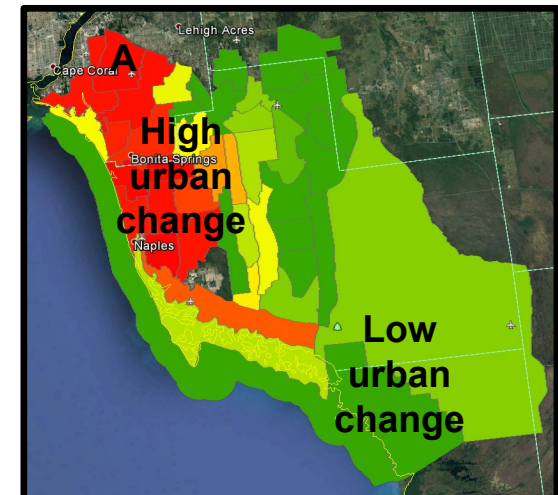 Lehigh Acres
A
Cape Coral
High
urban
change
Bonita Springs
Naples
Low
urban
change